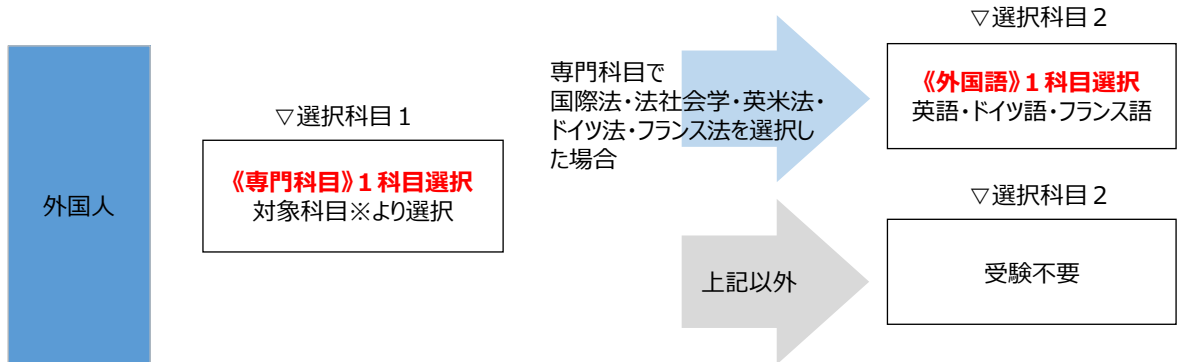 外国人
▽選択科目１
《専門科目》１科目選択
対象科目※より選択
専門科目で
国際法・法社会学・英米法・
ドイツ法・フランス法を選択し
た場合
▽選択科目２
《外国語》１科目選択
英語・ドイツ語・フランス語
上記以外
▽選択科目２
受験不要